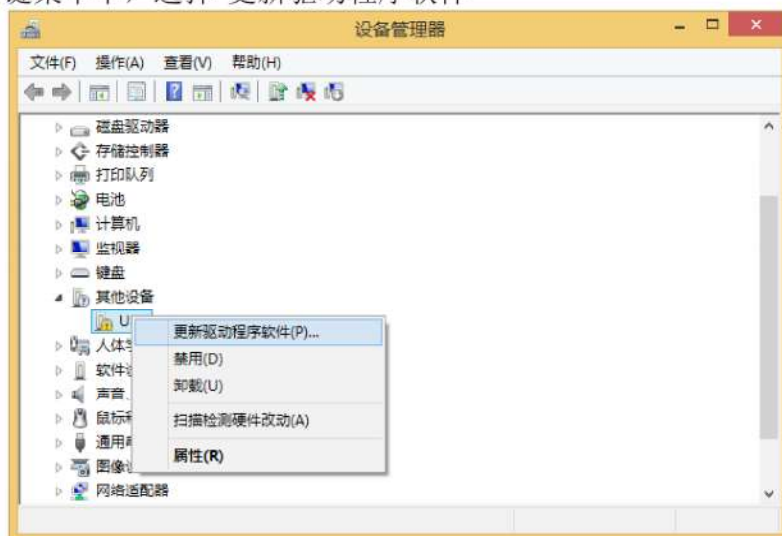 设备管理器
文件(F) 操作(A) 查看(V) 帮助(H)
磁盘驱动器
存储控制器
打印队列
电池
计算机
监视器
键盘
其他设备
U
更新驱动程序软件(P)...
人体
禁用(D)
软件
卸载(U)
声音、
鼠标
扫描检测硬件改动(A)
通用
图像
属性(R)
网络适配器